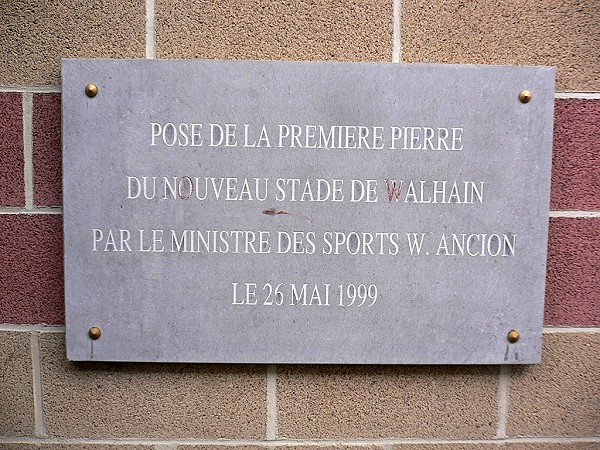 POSE DE LA PREMIERE PIERRE
DU NOUVEAU STADE DE WALHAIN
PAR LE MINISTRE DES SPORTS W. ANCION
LE 26 MAI 1999